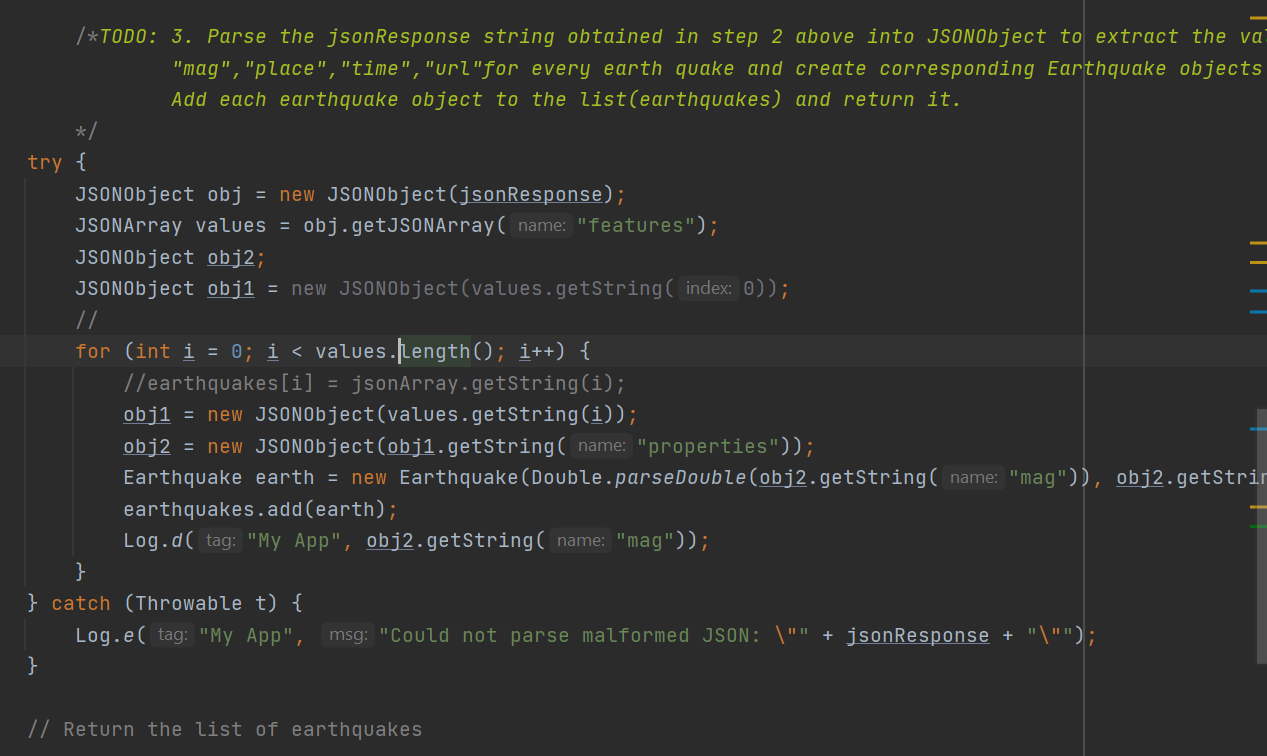 /*TODO: 3. Parse the jsonResponse string obtained in step 2 above into JSONObject to extract the
"mag","place","time","url"for every earth quake and create corresponding Earthquake objects
Add each earthquake object to the list(earthquakes) and return it.
*/
try {
JSONObject obj = new JSONObject(jsonResponse);
JSONArray values = obj.getJSONArray( name: "features");
JSONObject obj2;
JSONObject obj1 = new JSONObject(values.getString( index: 0));
//
for (int i = 0; i < values.length(); i++) {
//earthquakes[i] = jsonArray.getString(i);
obj1 = new JSONObject(values.getString(i));
obj2 = new JSONObject(obj1.getString( name: "properties"));
Earthquake earth = new Earthquake(Double.parseDouble(obj2.getString( name: "mag")), obj2.getStrin
earthquakes.add(earth);
Log.d( tag: "My App", obj2.getString( name: "mag"));
}
} catch (Throwable t) {
Log.e( tag: "My App", msg: "Could not parse malformed JSON: \"" + jsonResponse + "\"");
}
// Return the list of earthquakes